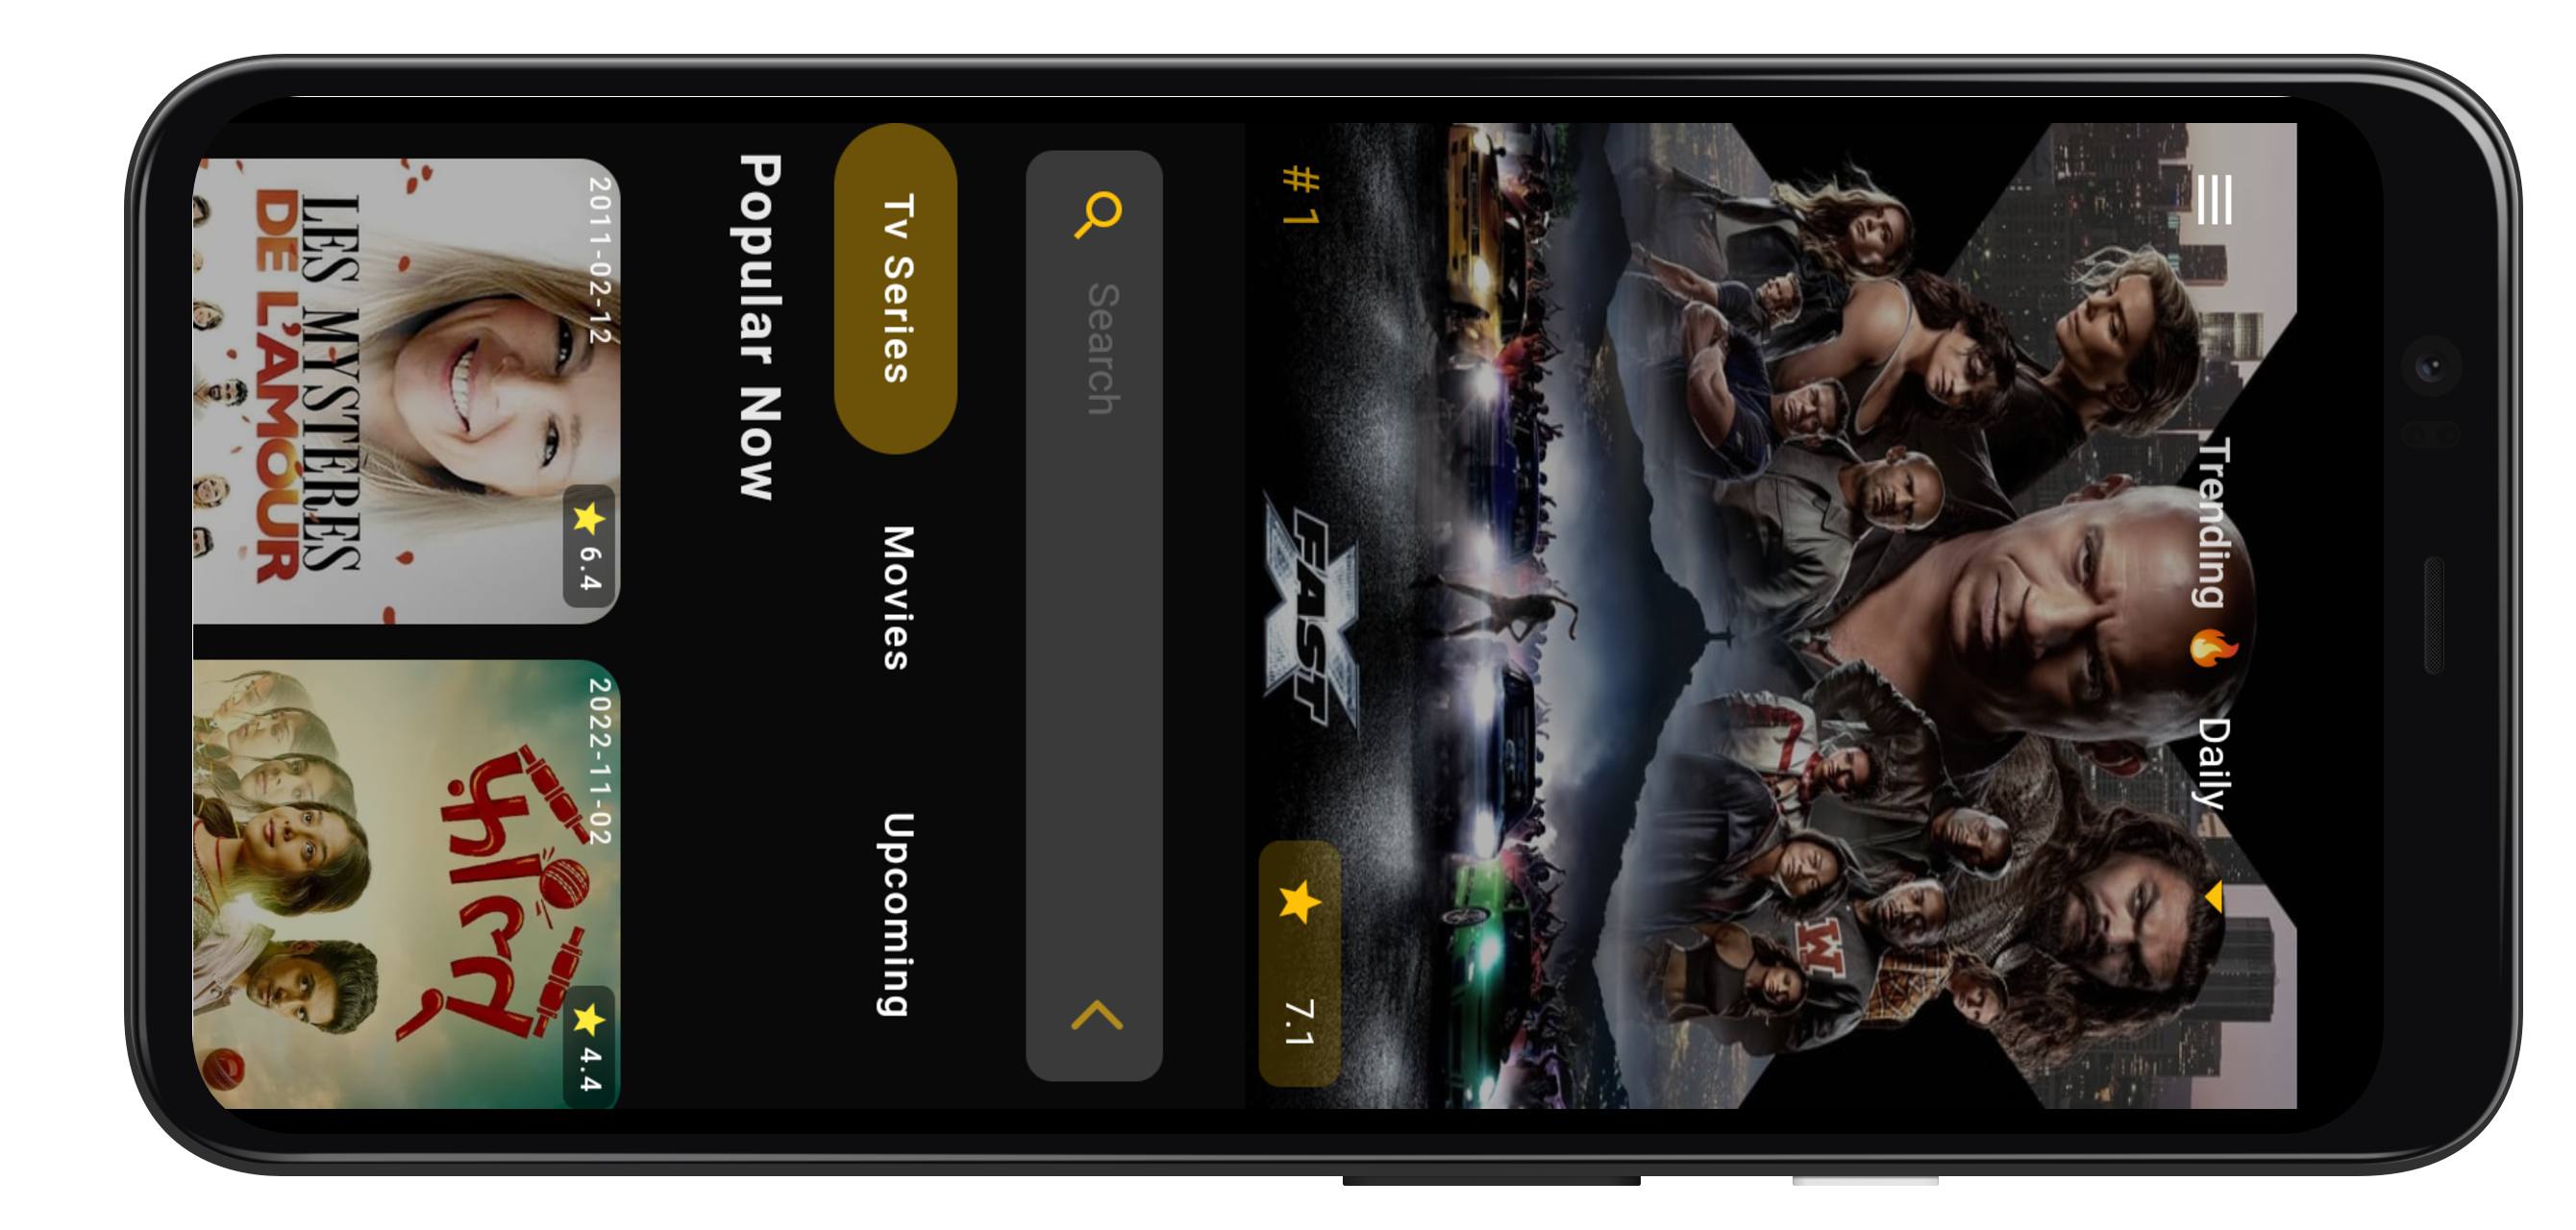 Trending 🔥 Daily
FAST X
#1 7.1
Search
Tv Series Movies Upcoming
Popular Now
2011-02-12
6.4
LES MYSTÈRES
DE L'AMOUR
2022-11-02
4.4